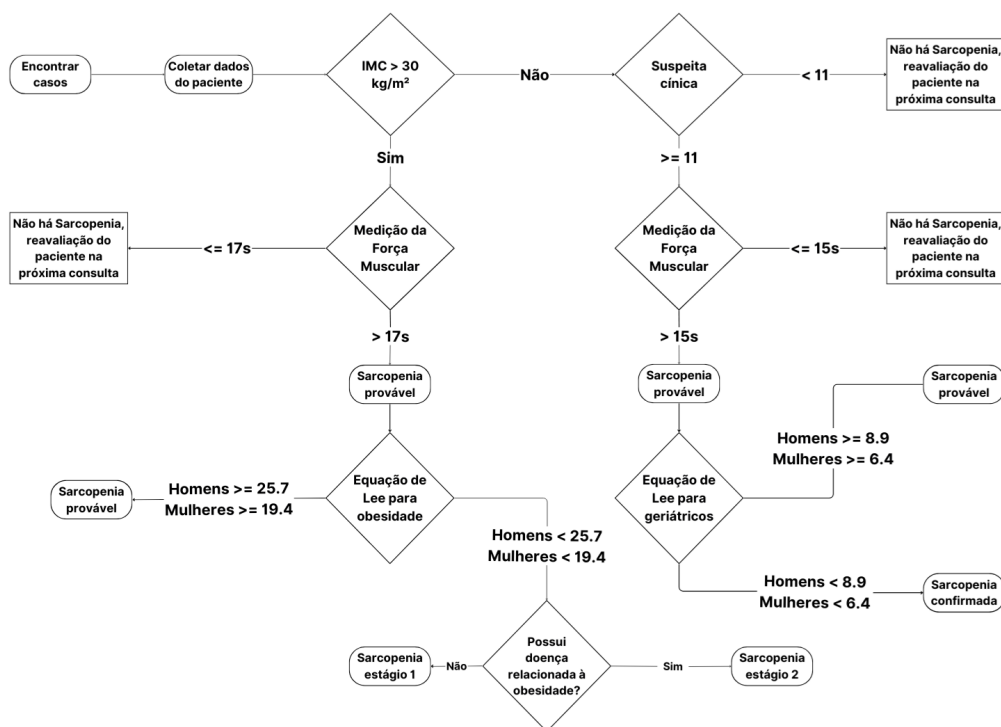 Encontrar
casos
Coletar dados
do paciente
IMC > 30
kg/m²
Não
Suspeita
cínica
< 11
Não há Sarcopenia,
reavaliação do
paciente na
próxima consulta
Sim
>= 11
Não há Sarcopenia,
reavaliação do
paciente na
próxima consulta
<= 17s
Medição da
Força
Muscular
Medição da
Força
Muscular
<= 15s
Não há Sarcopenia,
reavaliação do
paciente na
próxima consulta
> 17s
> 15s
Sarcopenia
provável
Sarcopenia
provável
Sarcopenia
provável
Homens >= 8.9
Mulheres >= 6.4
Sarcopenia
provável
Homens >= 25.7
Mulheres >= 19.4
Equação de
Lee para
obesidade
Equação de
Lee para
geriátricos
Homens < 25.7
Mulheres < 19.4
Homens < 8.9
Mulheres < 6.4
Sarcopenia
confirmada
Sarcopenia
estágio 1
Não
Possui
doença
relacionada à
obesidade?
Sim
Sarcopenia
estágio 2